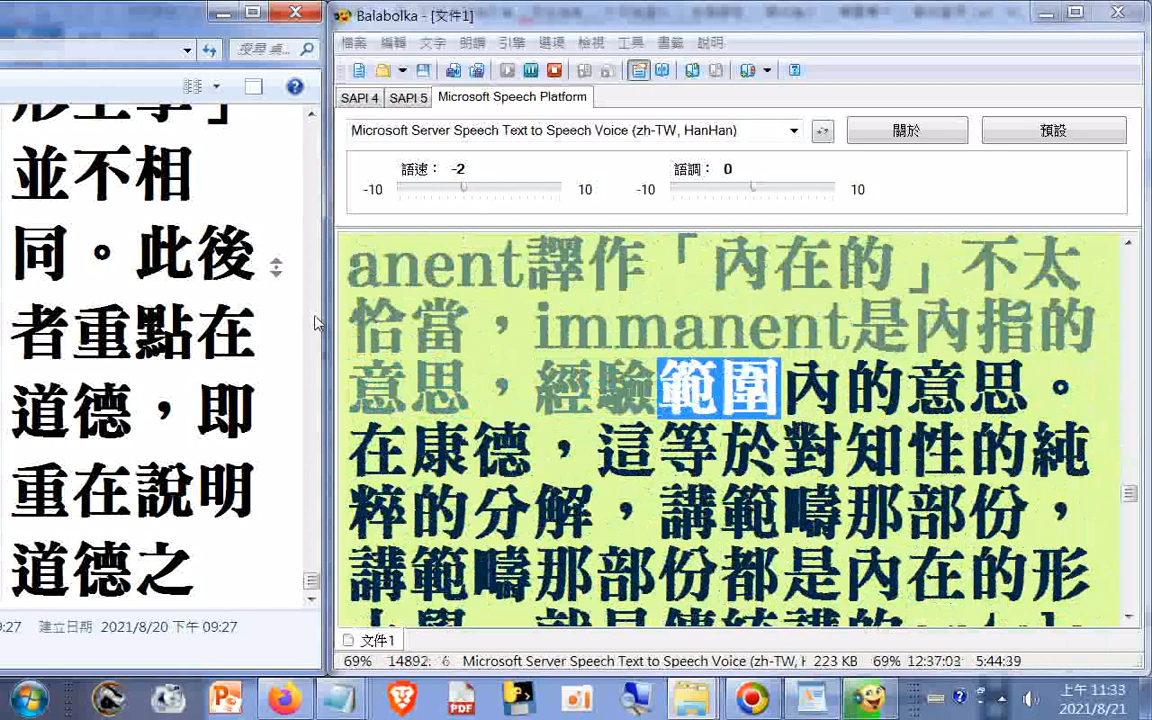 Balabolka - [文件1]
搜尋 桌...
檔案 編輯 文字 朗讀 引擎 選項 檢視 工具 書籤 說明
SAPI 4 SAPI 5 Microsoft Speech Platform
Microsoft Server Speech Text to Speech Voice (zh-TW, HanHan)
關於 預設
語速： -2 語調： 0
-10 10 -10 10
形上學」
並不相
同。此後
者重點在
道德，即
重在說明
道德之
anent譯作「內在的」不太
恰當，immanent是內指的
意思，經驗範圍內的意思。
在康德，這等於對知性的純
粹的分解，講範疇那部份，
講範疇那部份都是內在的形
09:27 建立日期 2021/8/20 下午 09:27
文件1
69% Microsoft Server Speech Text to Speech Voice (zh-TW, 223 KB 69% 12:37:03 5:44:39
上午 11:33
2021/8/21